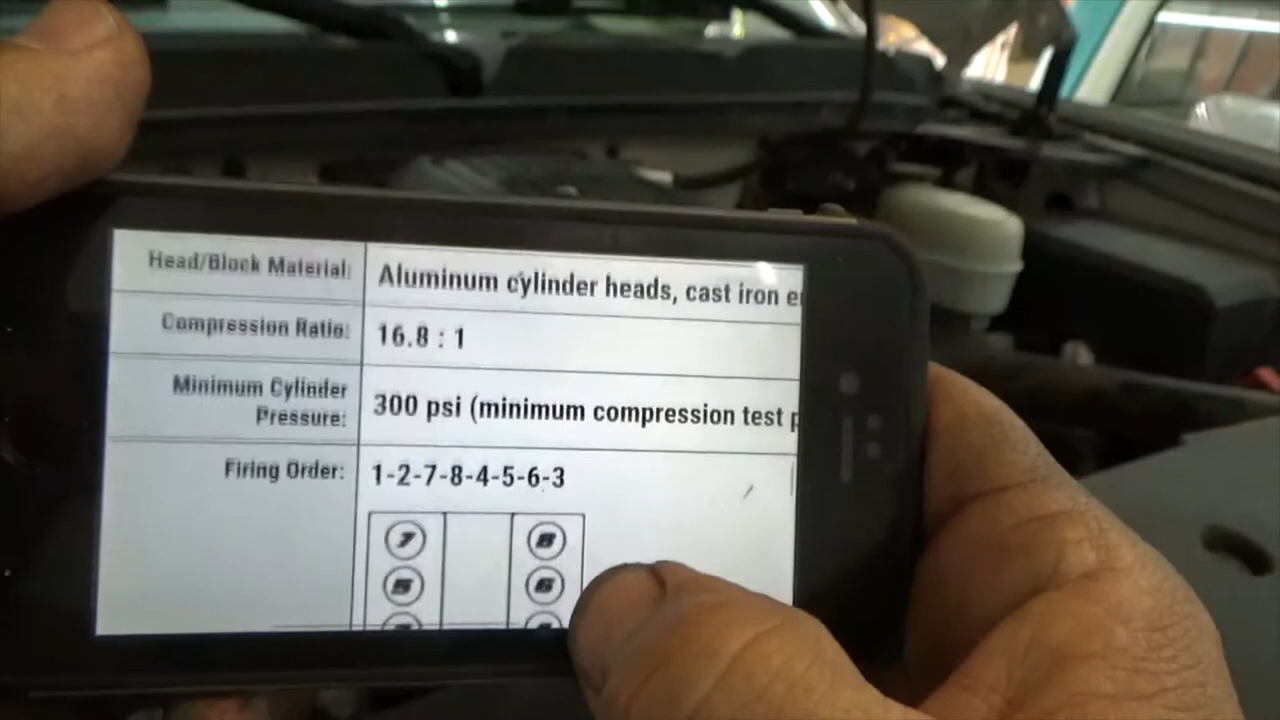 Head/Block Material:
Aluminum cylinder heads, cast iron
Compression Ratio:
16.8 : 1
Minimum Cylinder
Pressure:
300 psi (minimum compression test
Firing Order:
1-2-7-8-4-5-6-3
7 8
5 6